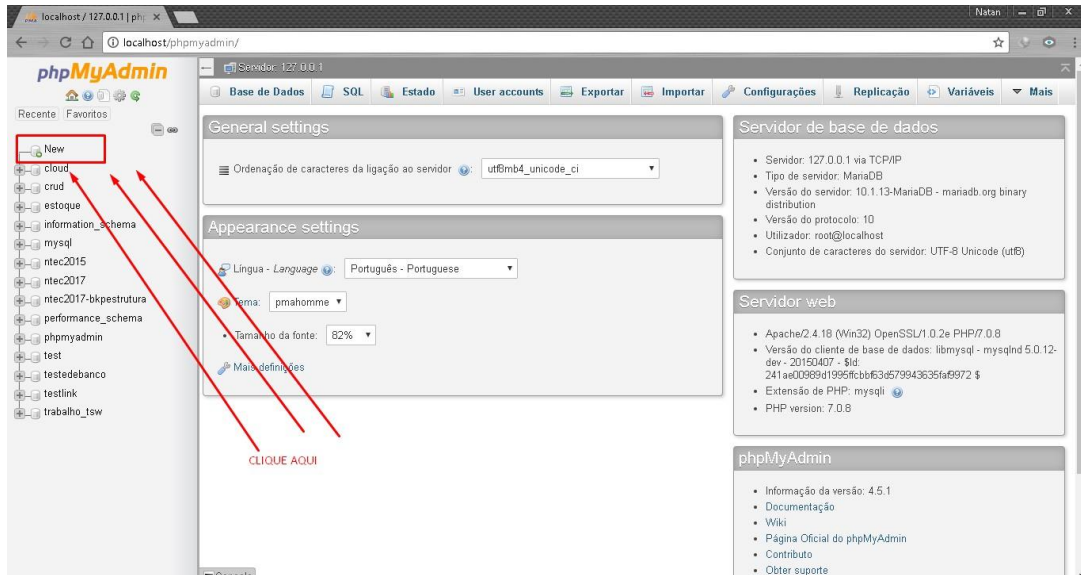 localhost / 127.0.0.1 | ph
Natan
localhost/phpmyadmin/
phpMyAdmin
Recente Favoritos
New
cloud
crud
estoque
information_schema
mysql
ntec2015
ntec2017
ntec2017-bkpestrutura
performance_schema
phpmyadmin
test
testedebanco
testlink
trabalho_tsw
Servidor: 127.0.0.1
Base de Dados SQL Estado User accounts Exportar Importar Configurações Replicação Variáveis Mais
General settings
Ordenação de caracteres da ligação ao servidor : utf8mb4_unicode_ci
Appearance settings
Língua - Language : Português - Portuguese
Tema: pmahomme
Tamanho da fonte: 82%
Mais definições
CLIQUE AQUI
Servidor de base de dados
Servidor: 127.0.0.1 via TCP/IP
Tipo de servidor: MariaDB
Versão do servidor: 10.1.13-MariaDB - mariadb.org binary
distribution
Versão do protocolo: 10
Utilizador: root@localhost
Conjunto de caracteres do servidor: UTF-8 Unicode (utf8)
Servidor web
Apache/2.4.18 (Win32) OpenSSL/1.0.2e PHP/7.0.8
Versão do cliente de base de dados: libmysql - mysqlnd 5.0.12-
dev - 20150407 - $Id:
241ae00989d1995ffcbbf63d579943635faf9972 $
Extensão de PHP: mysqli
PHP version: 7.0.8
phpMyAdmin
Informação da versão: 4.5.1
Documentação
Wiki
Página Oficial do phpMyAdmin
Contributo
Obter suporte